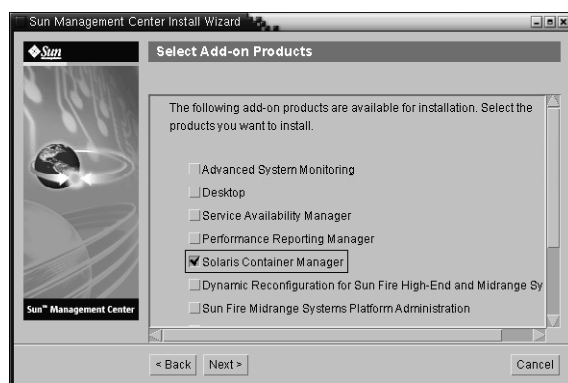 Sun Management Center Install Wizard
Sun
Select Add-on Products
The following add-on products are available for installation. Select the
products you want to install.
Advanced System Monitoring
Desktop
Service Availability Manager
Performance Reporting Manager
Solaris Container Manager
Dynamic Reconfiguration for Sun Fire High-End and Midrange Sy
Sun Fire Midrange Systems Platform Administration
Sun™ Management Center
< Back
Next >
Cancel